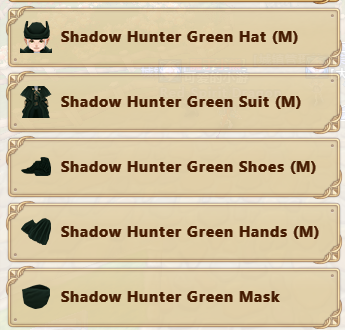 Shadow Hunter Green Hat (M)
Shadow Hunter Green Suit (M)
Shadow Hunter Green Shoes (M)
Shadow Hunter Green Hands (M)
Shadow Hunter Green Mask